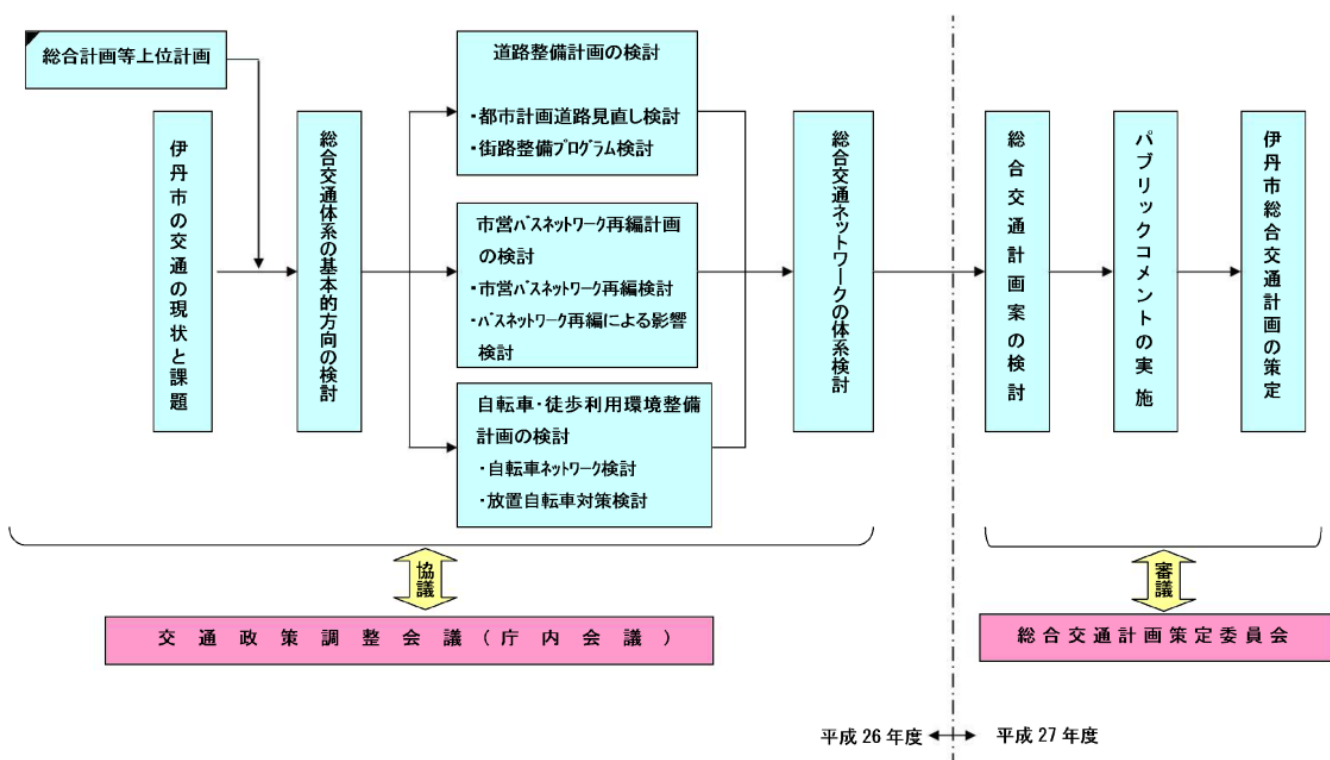 総合計画等上位計画
伊丹市の交通の現状と課題
総合交通体系の基本的方向の検討
道路整備計画の検討
・都市計画道路見直し検討
・街路整備ﾌﾟﾛｸﾞﾗﾑ検討
市営ﾊﾞｽﾈｯﾄﾜｰｸ再編計画
の検討
・市営ﾊﾞｽﾈｯﾄﾜｰｸ再編検討
・ﾊﾞｽﾈｯﾄﾜｰｸ再編による影響
検討
自転車・徒歩利用環境整備
計画の検討
・自転車ﾈｯﾄﾜｰｸ検討
・放置自転車対策検討
総合交通ネットワークの体系検討
総合交通計画案の検討
パブリックコメントの実施
伊丹市総合交通計画の策定
協議
審議
交通政策調整会議(庁内会議)
総合交通計画策定委員会
平成 26 年度
平成 27 年度